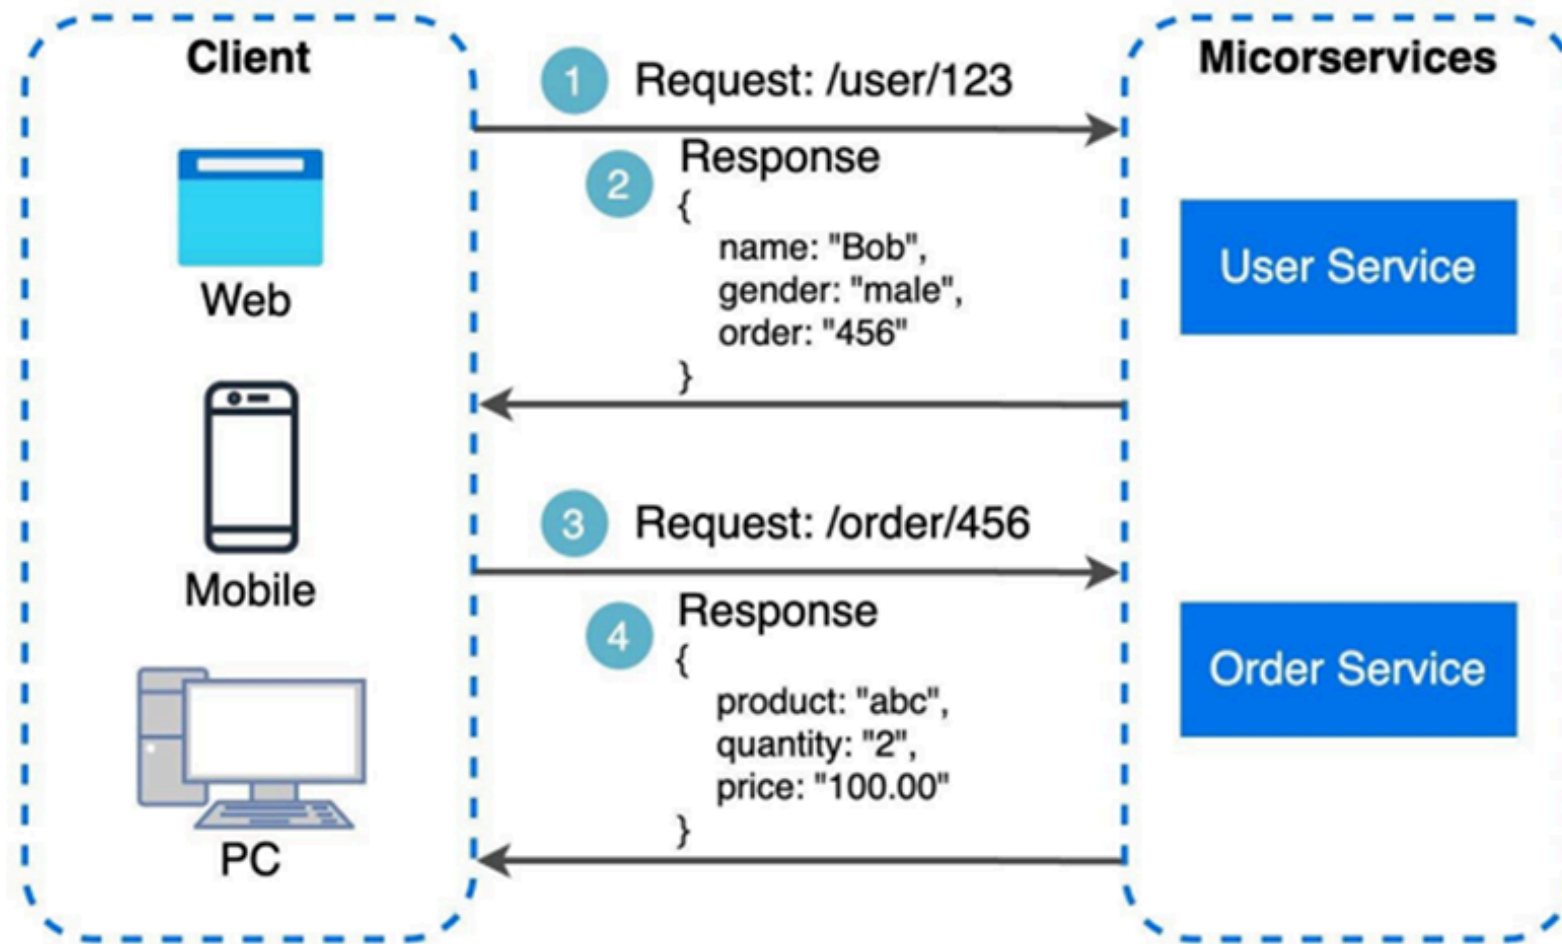 Client
Web
Mobile
PC
1
Request: /user/123
2
Response
{
name: "Bob",
gender: "male",
order: "456"
}
3
Request: /order/456
4
Response
{
product: "abc",
quantity: "2",
price: "100.00"
}
Micorservices
User Service
Order Service